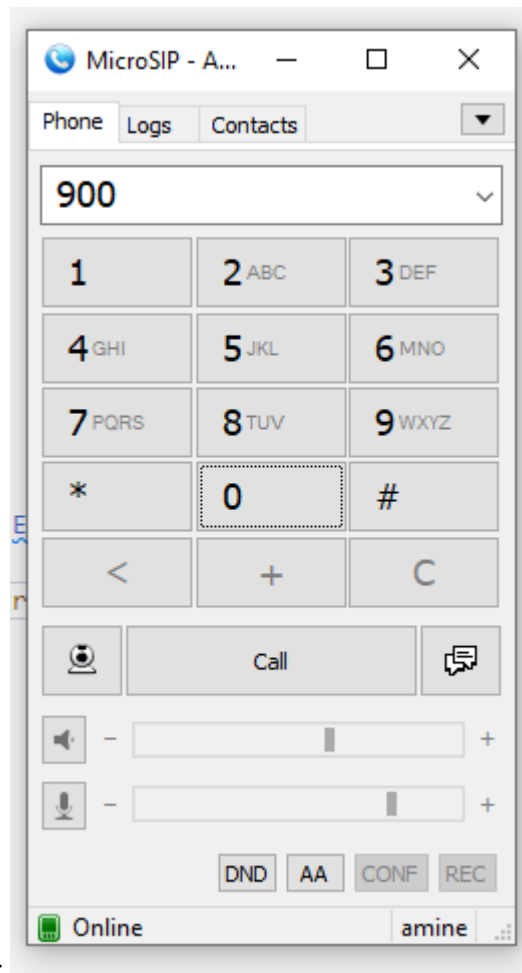 MicroSIP - A...
Phone Logs Contacts
900
1 2 ABC 3 DEF
4 GHI 5 JKL 6 MNO
7 PQRS 8 TUV 9 WXYZ
* 0 #
< + C
Call
- +
- +
DND AA CONF REC
Online amine